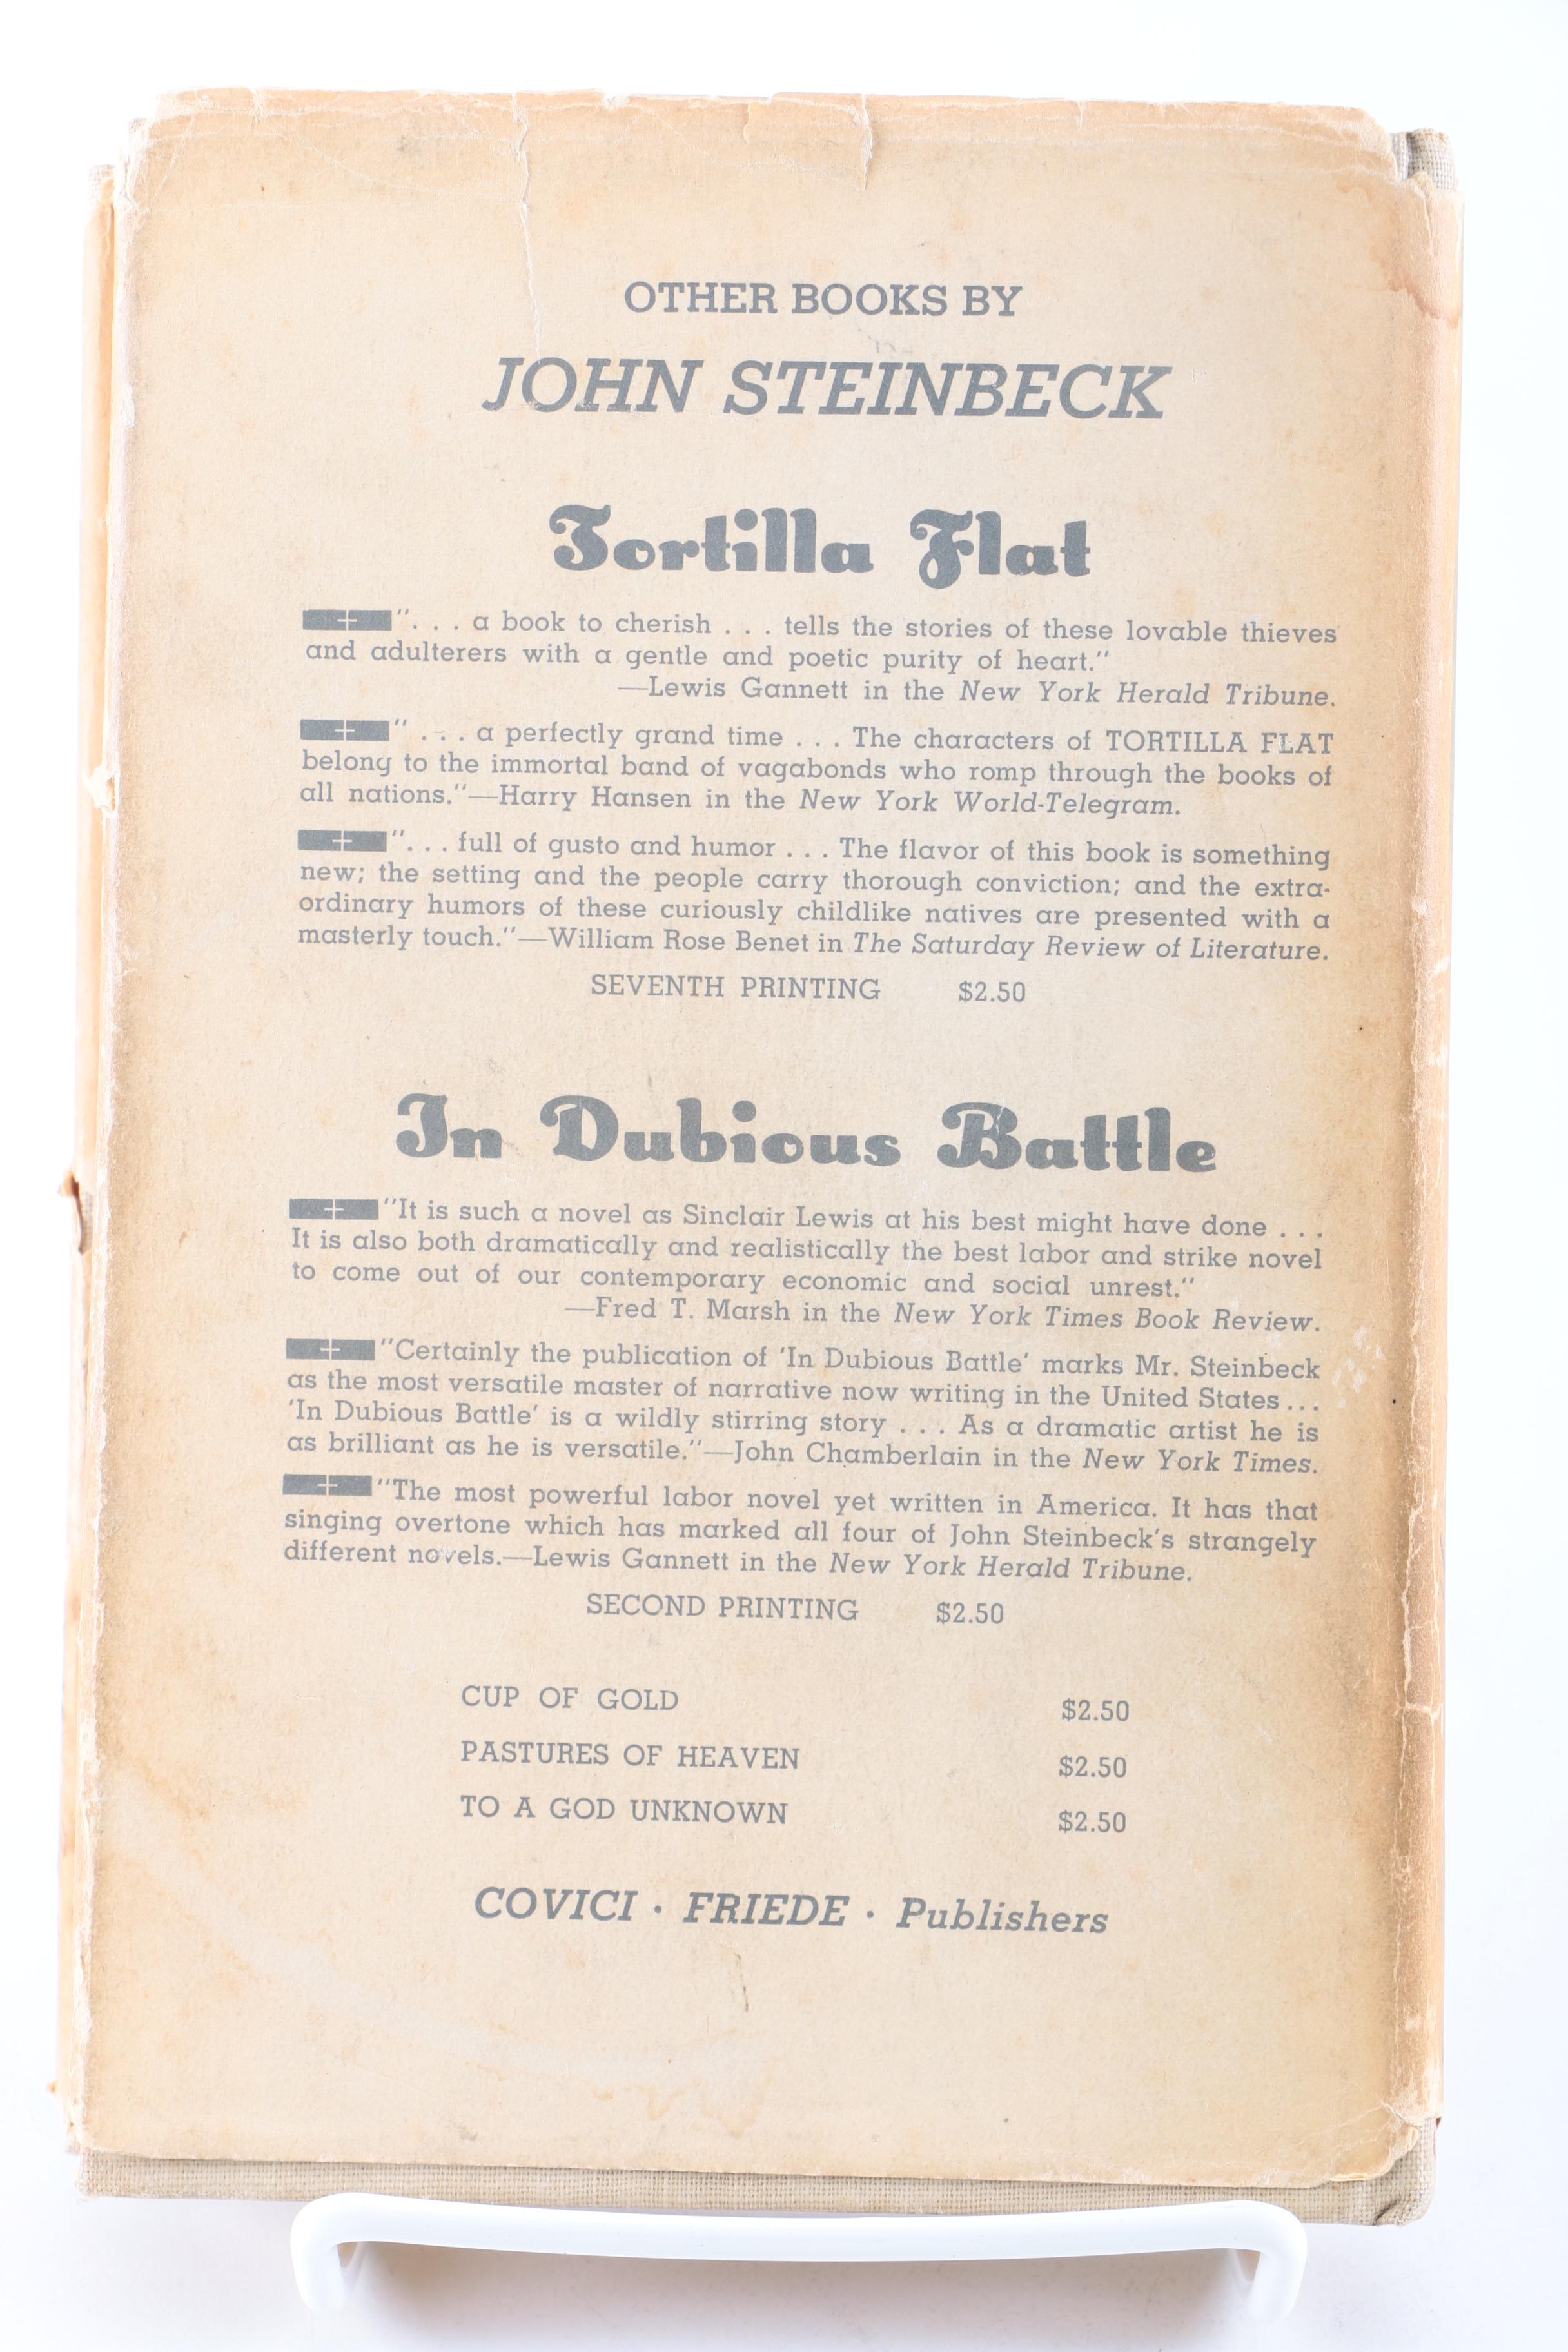 OTHER BOOKS BY
JOHN STEINBECK
Tortilla Flat
". . . a book to cherish . . . tells the stories of these lovable thieves
and adulterers with a gentle and poetic purity of heart."
—Lewis Gannett in the New York Herald Tribune.
" . . . a perfectly grand time . . . The characters of TORTILLA FLAT
belong to the immortal band of vagabonds who romp through the books of
all nations."—Harry Hansen in the New York World-Telegram.
". . . full of gusto and humor . . . The flavor of this book is something
new; the setting and the people carry thorough conviction; and the extra-
ordinary humors of these curiously childlike natives are presented with a
masterly touch."—William Rose Benet in The Saturday Review of Literature.
SEVENTH PRINTING $2.50
In Dubious Battle
"It is such a novel as Sinclair Lewis at his best might have done . . .
It is also both dramatically and realistically the best labor and strike novel
to come out of our contemporary economic and social unrest."
—Fred T. Marsh in the New York Times Book Review.
"Certainly the publication of 'In Dubious Battle' marks Mr. Steinbeck
as the most versatile master of narrative now writing in the United States . . .
'In Dubious Battle' is a wildly stirring story . . . As a dramatic artist he is
as brilliant as he is versatile."—John Chamberlain in the New York Times.
"The most powerful labor novel yet written in America. It has that
singing overtone which has marked all four of John Steinbeck's strangely
different novels.—Lewis Gannett in the New York Herald Tribune.
SECOND PRINTING $2.50
CUP OF GOLD $2.50
PASTURES OF HEAVEN $2.50
TO A GOD UNKNOWN $2.50
COVICI · FRIEDE · Publishers